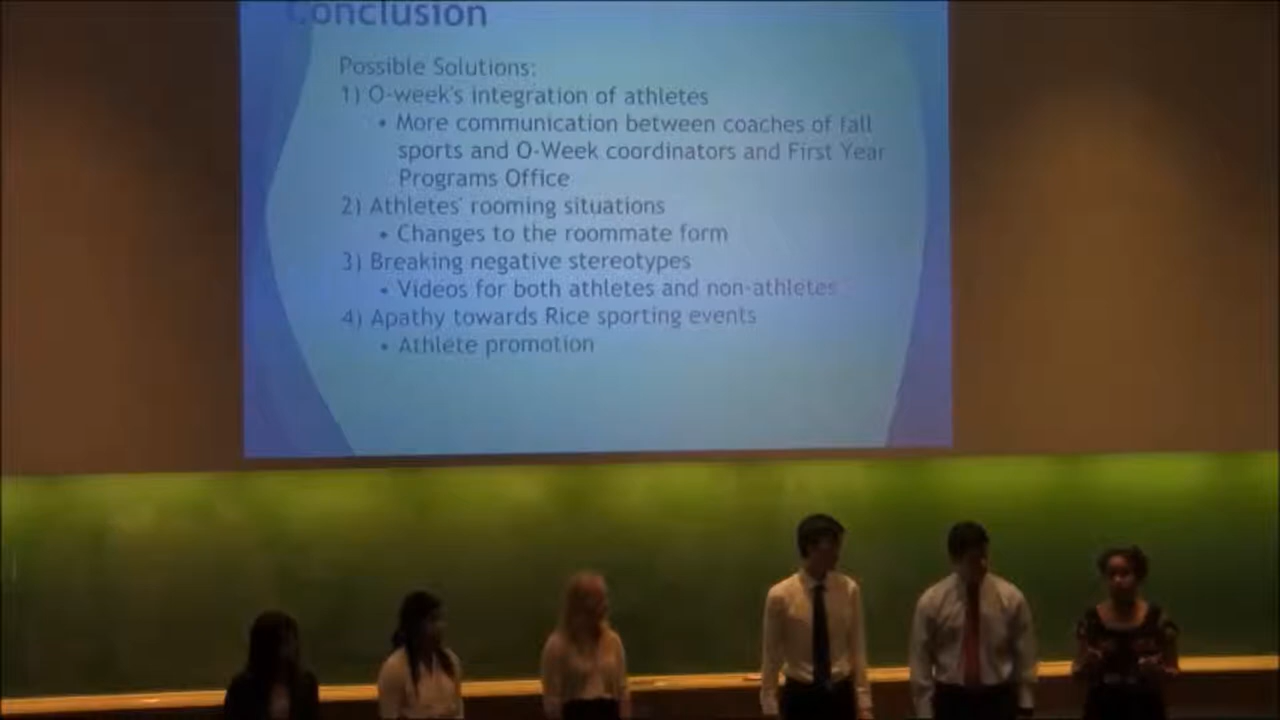 Conclusion
Possible Solutions:
1) O-week's integration of athletes
• More communication between coaches of fall
sports and O-Week coordinators and First Year
Programs Office
2) Athletes' rooming situations
• Changes to the roommate form
3) Breaking negative stereotypes
• Videos for both athletes and non-athletes
4) Apathy towards Rice sporting events
• Athlete promotion